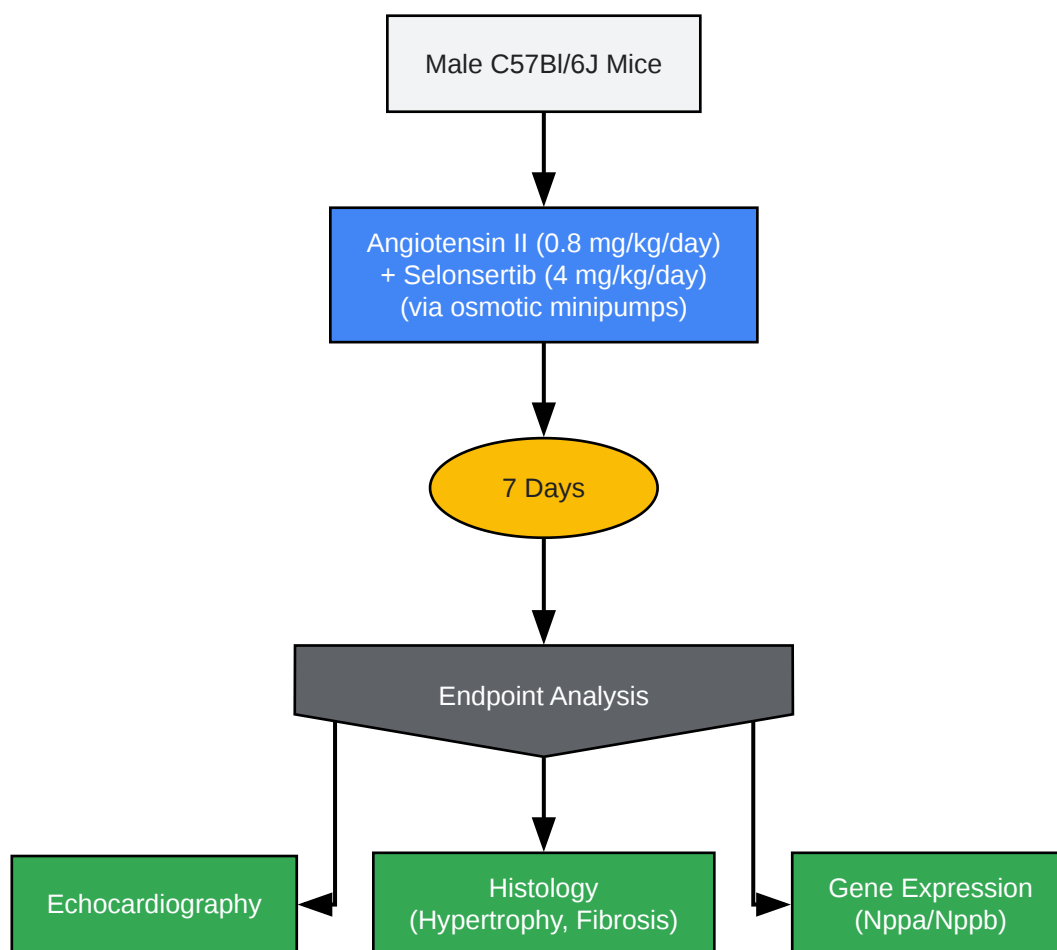 Male C57Bl/6J Mice
Angiotensin II (0.8 mg/kg/day)
+ Selonsertib (4 mg/kg/day)
(via osmotic minipumps)
7 Days
Endpoint Analysis
Echocardiography
Histology
(Hypertrophy, Fibrosis)
Gene Expression
(Nppa/Nppb)